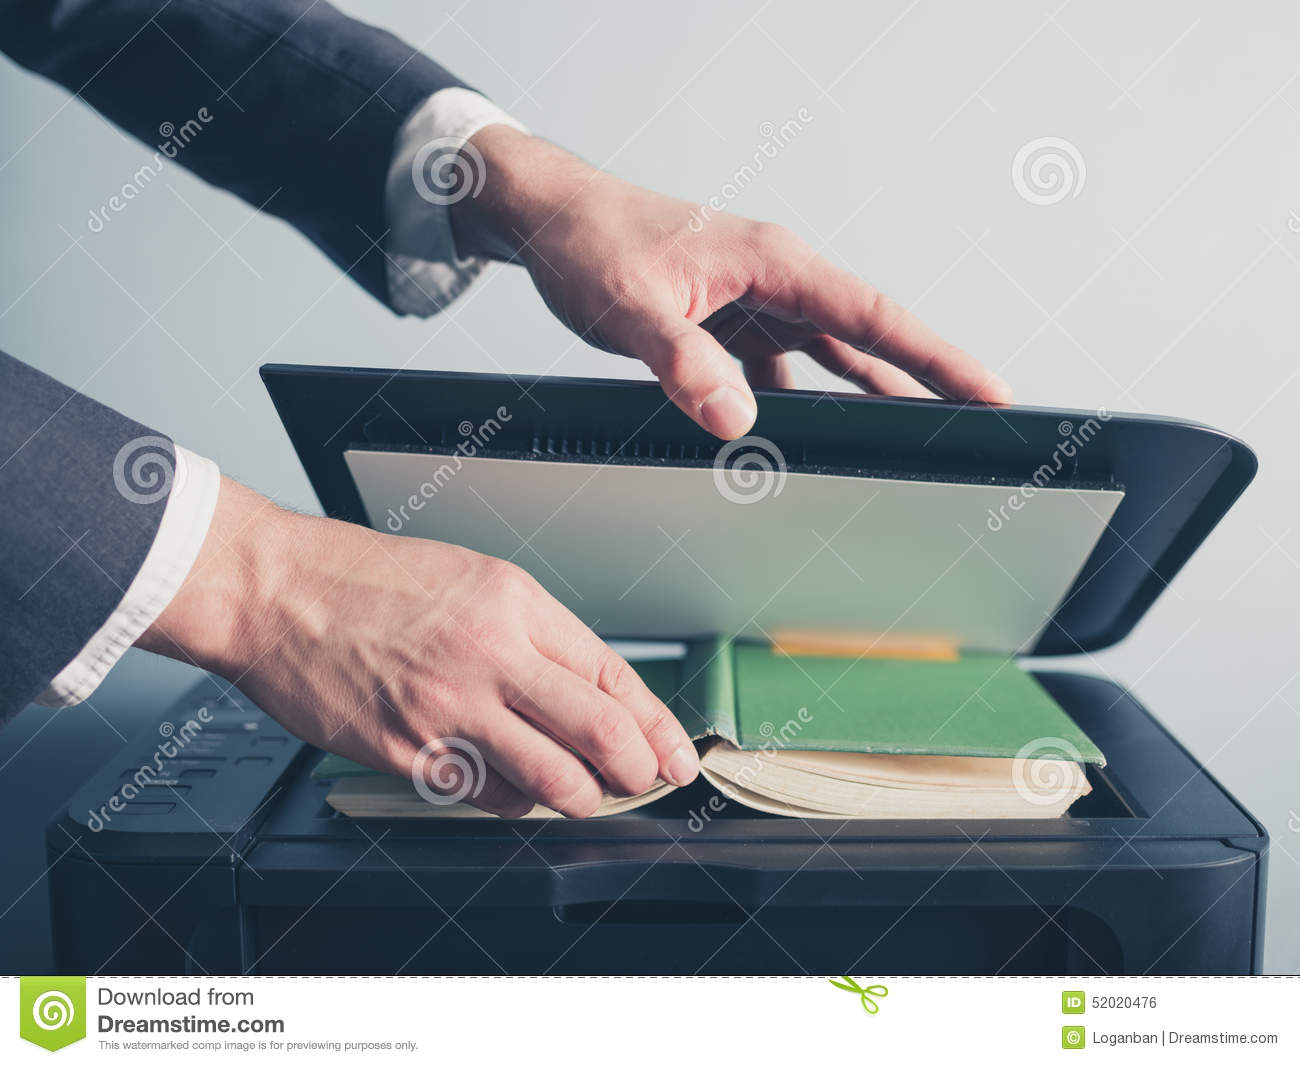 dreamstime
dreamstime
dreamstime
dreamstime
dreamstime
dreamstime
Download from
Dreamstime.com
This watermarked comp image is for previewing purposes only.
ID 52020476
© Loganban | Dreamstime.com